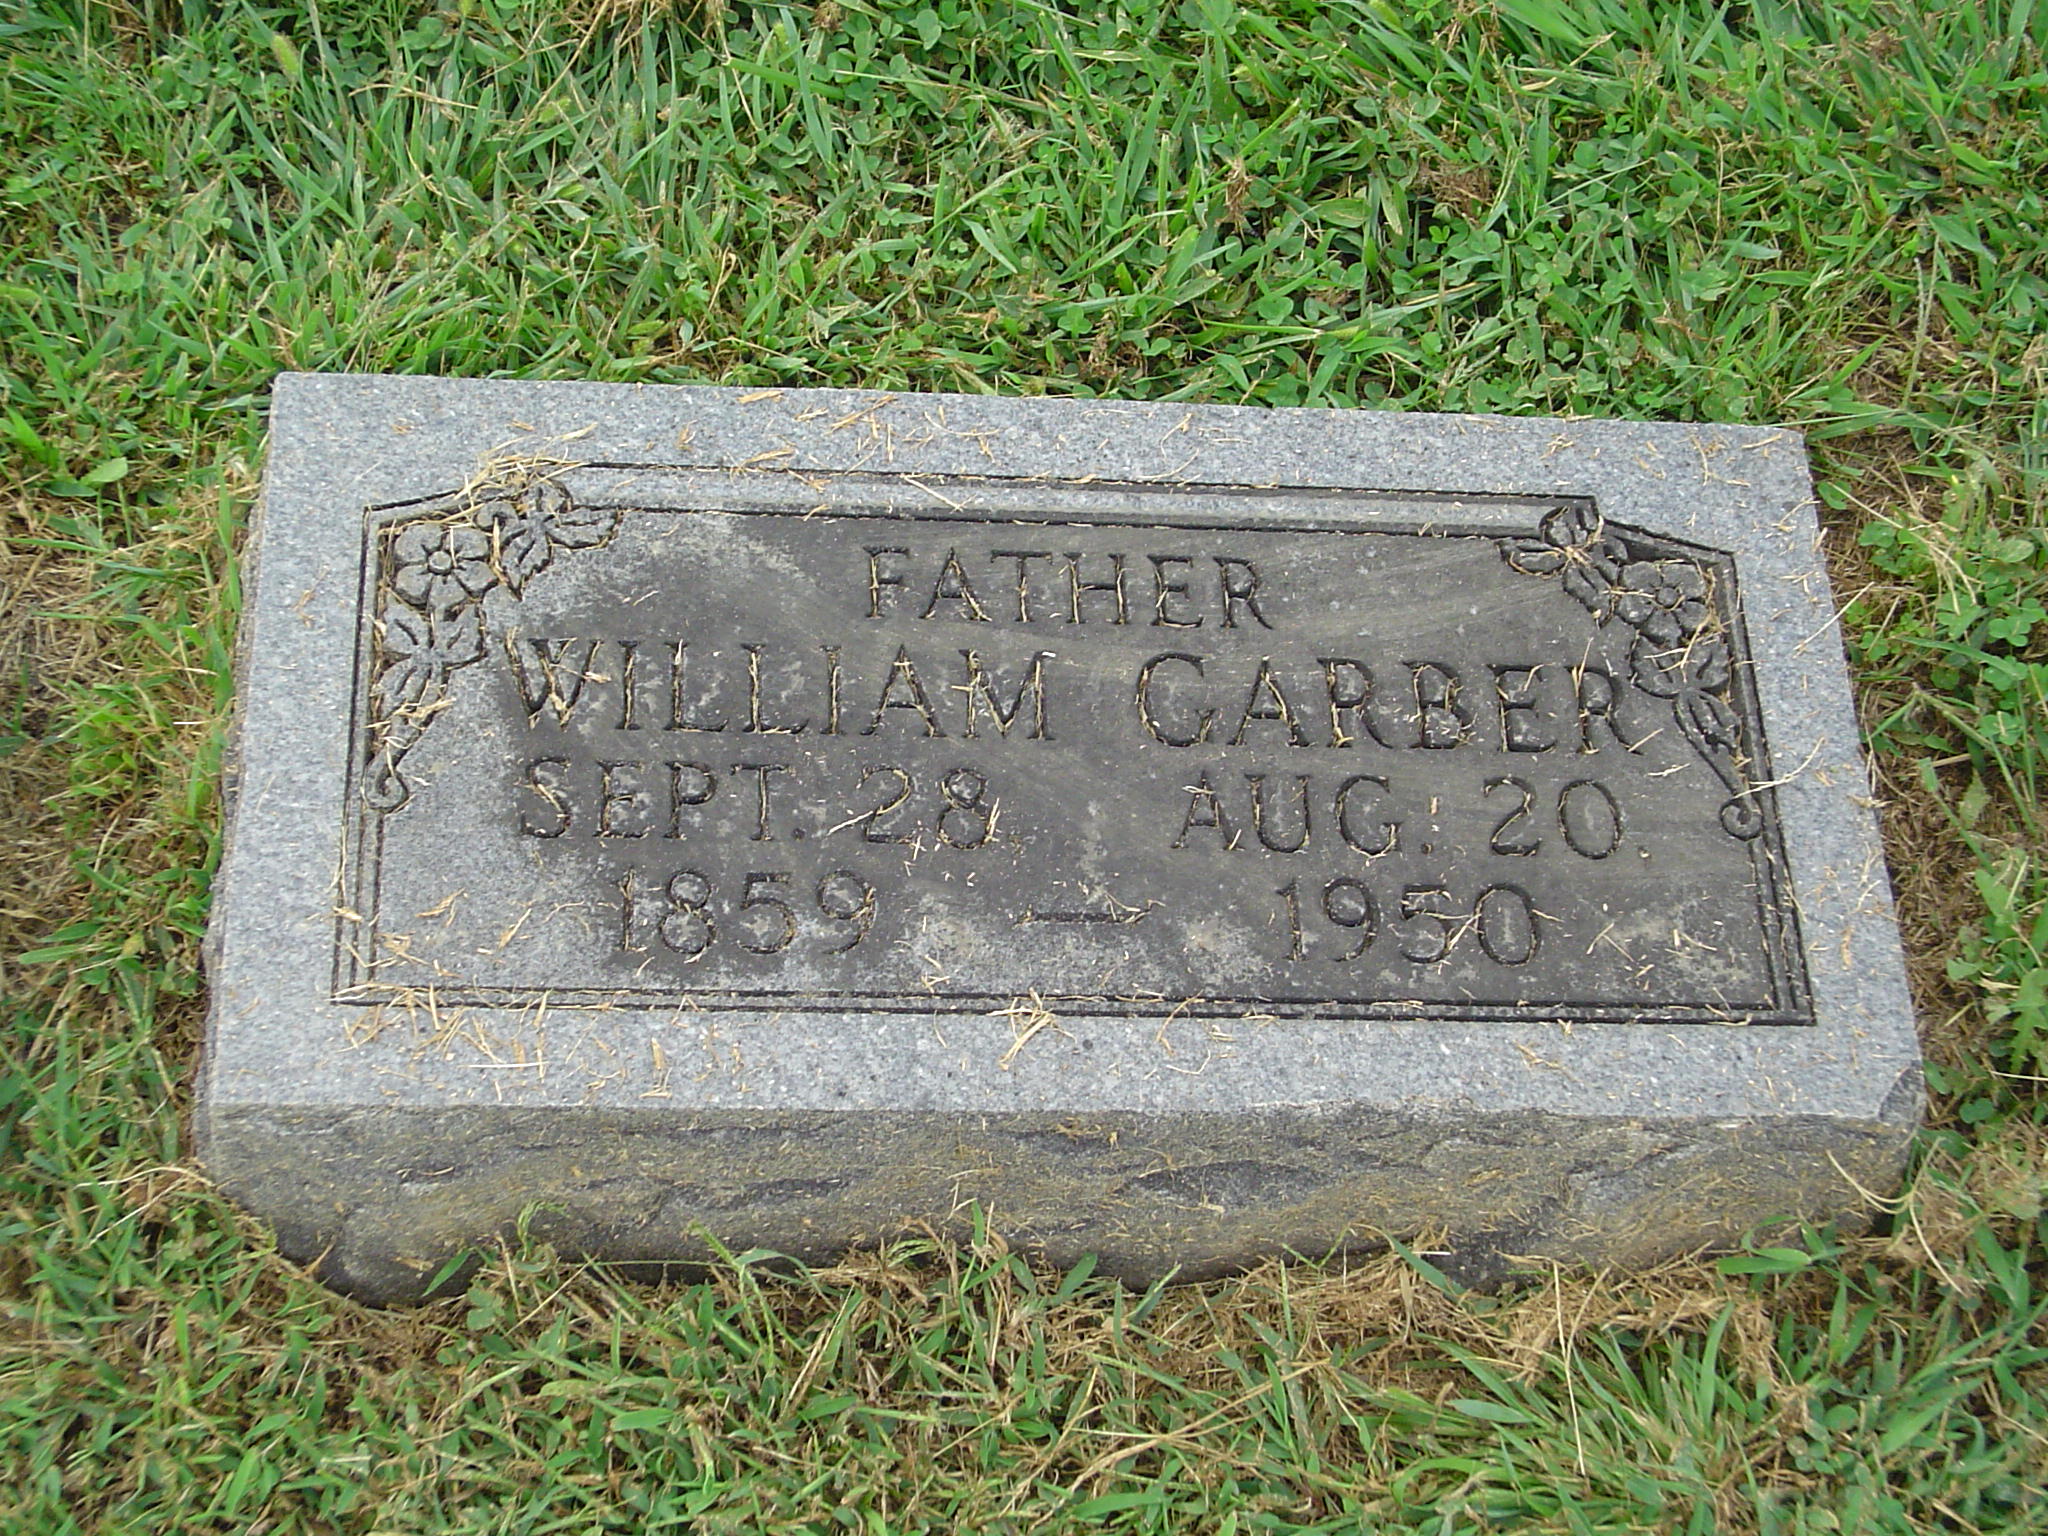 FATHER
WILLIAM GARBER
SEPT. 28 AUG. 20.
1859 — 1950